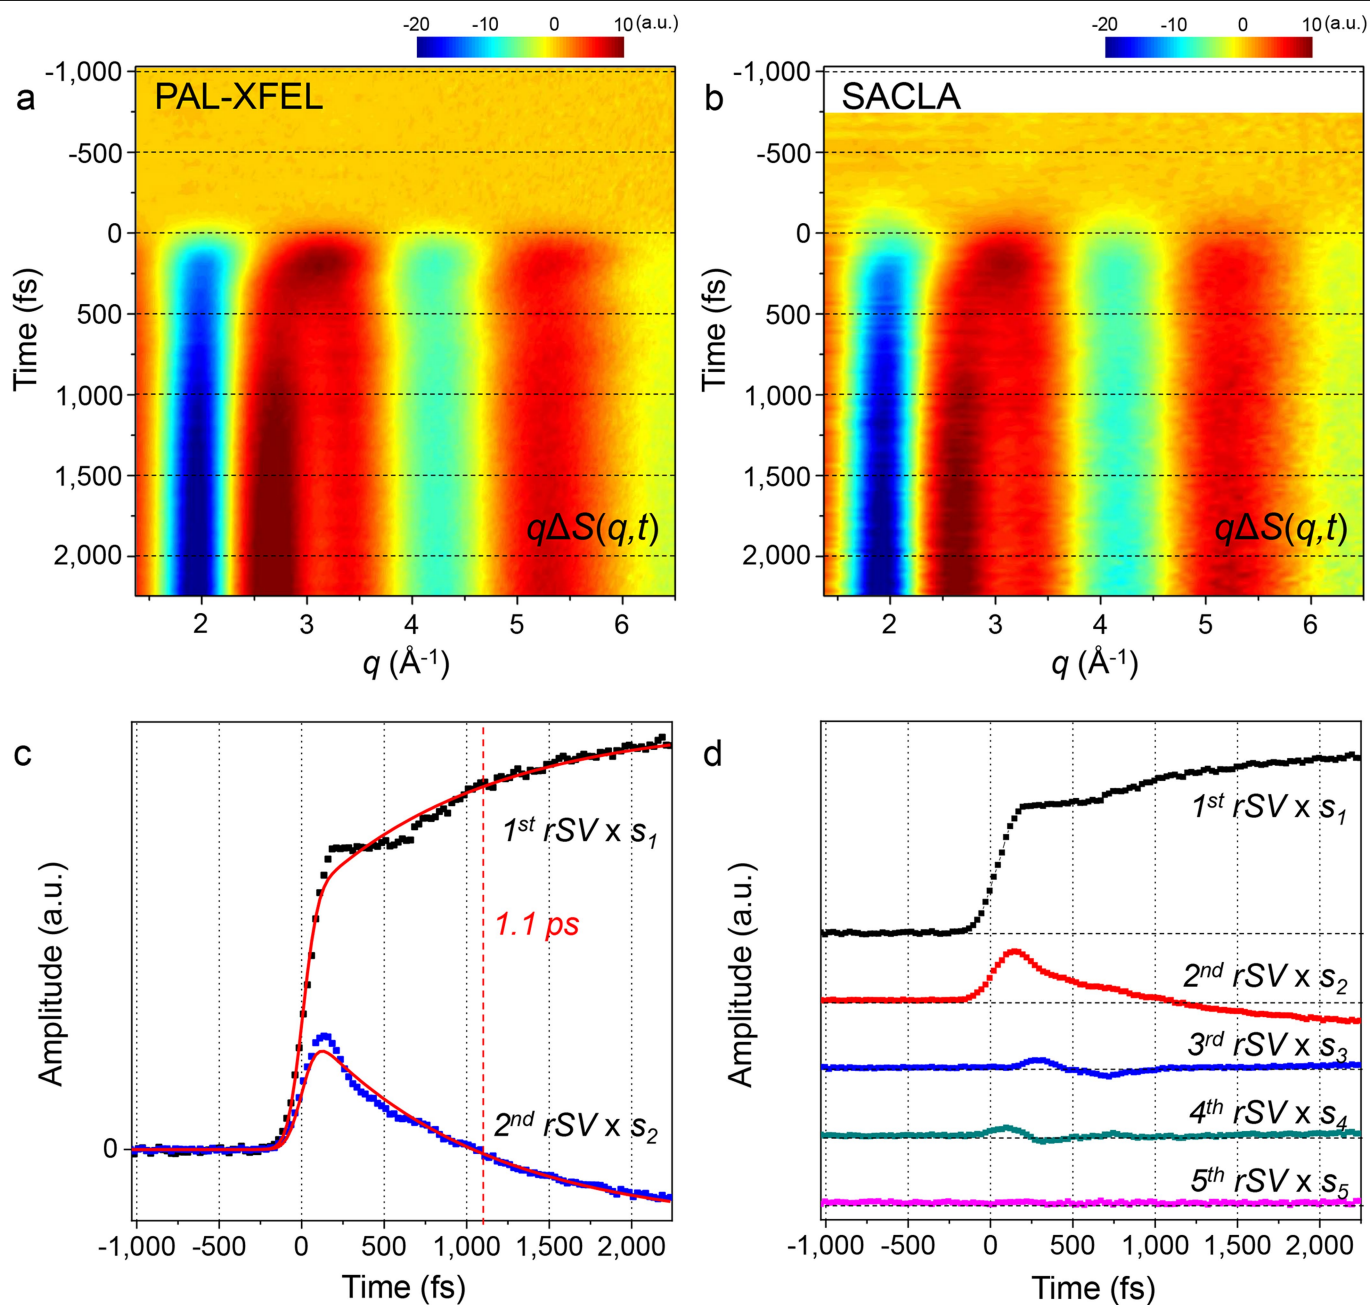 -20 -10 0 10 (a.u.)
a
PAL-XFEL
-1,000
-500
0
500
1,000
1,500
2,000
Time (fs)
qΔS(q,t)
2 3 4 5 6
q (Å-1)
-20 -10 0 10 (a.u.)
b
SACLA
-1,000
-500
0
500
1,000
1,500
2,000
Time (fs)
qΔS(q,t)
2 3 4 5 6
q (Å-1)
c
1st rSV x s1
1.1 ps
2nd rSV x s2
0
Amplitude (a.u.)
-1,000 -500 0 500 1,000 1,500 2,000
Time (fs)
d
1st rSV x s1
2nd rSV x s2
3rd rSV x s3
4th rSV x s4
5th rSV x s5
Amplitude (a.u.)
-1,000 -500 0 500 1,000 1,500 2,000
Time (fs)